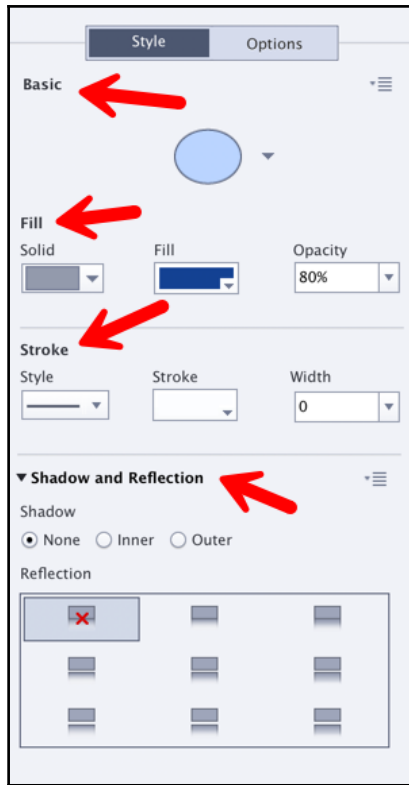 Style Options
Basic
Fill
Solid Fill Opacity
80%
Stroke
Style Stroke Width
0
Shadow and Reflection
Shadow
None Inner Outer
Reflection